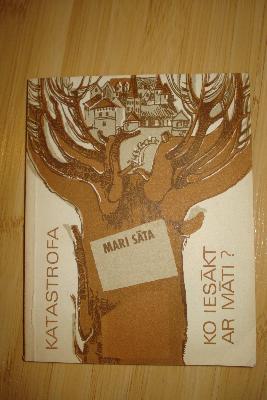 MARI SĀTA
KATASTROFA
KO IESĀKT
AR MĀTI?